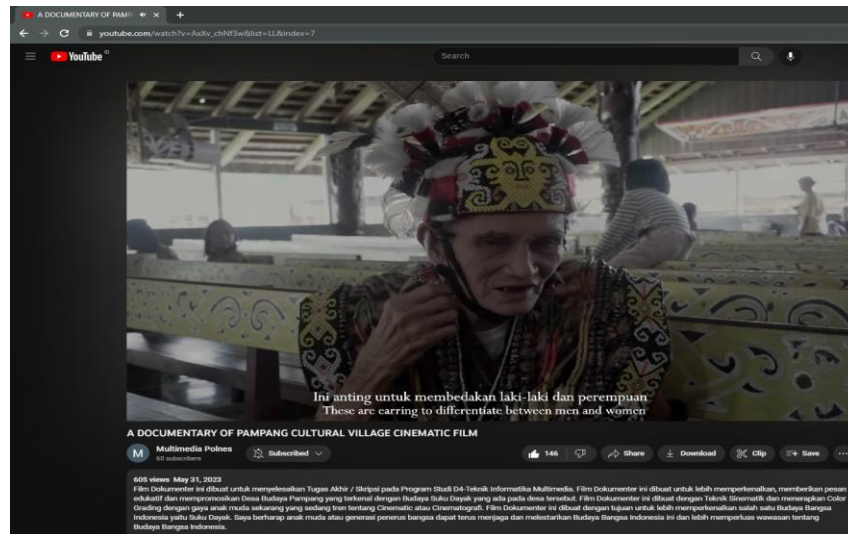 A DOCUMENTARY OF PAMP
youtube.com/watch?v=AxXv_chNf3w&list=LL&index=7
YouTube ID
Search
Ini anting untuk membedakan laki-laki dan perempuan
These are carring to differentiate between men and women
A DOCUMENTARY OF PAMPANG CULTURAL VILLAGE CINEMATIC FILM
M
Multimedia Polnes
60 subscribers
Subscribed
146
Share
Download
Clip
Save
605 views May 31, 2023
Film Dokumenter ini dibuat untuk menyelesaikan Tugas Akhir / Skripsi pada Program Studi D4-Teknik Informatika Multimedia. Film Dokumenter ini dibuat untuk lebih memperkenalkan, memberikan pesan
edukatif dan mempromosikan Desa Budaya Pampang yang terkenal dengan Budaya Suku Dayak yang ada pada desa tersebut. Film Dokumenter ini dibuat dengan Teknik Sinematik dan menerapkan Color
Grading dengan gaya anak muda sekarang yang sedang tren tentang Cinematic atau Cinematografi. Film Dokumenter ini dibuat dengan tujuan untuk lebih memperkenalkan salah satu Budaya Bangsa
Indonesia yaitu Suku Dayak. Saya berharap anak muda atau generasi penerus bangsa dapat terus menjaga dan melestarikan Budaya Bangsa Indonesia ini dan lebih memperluas wawasan tentang
Budaya Bangsa Indonesia.